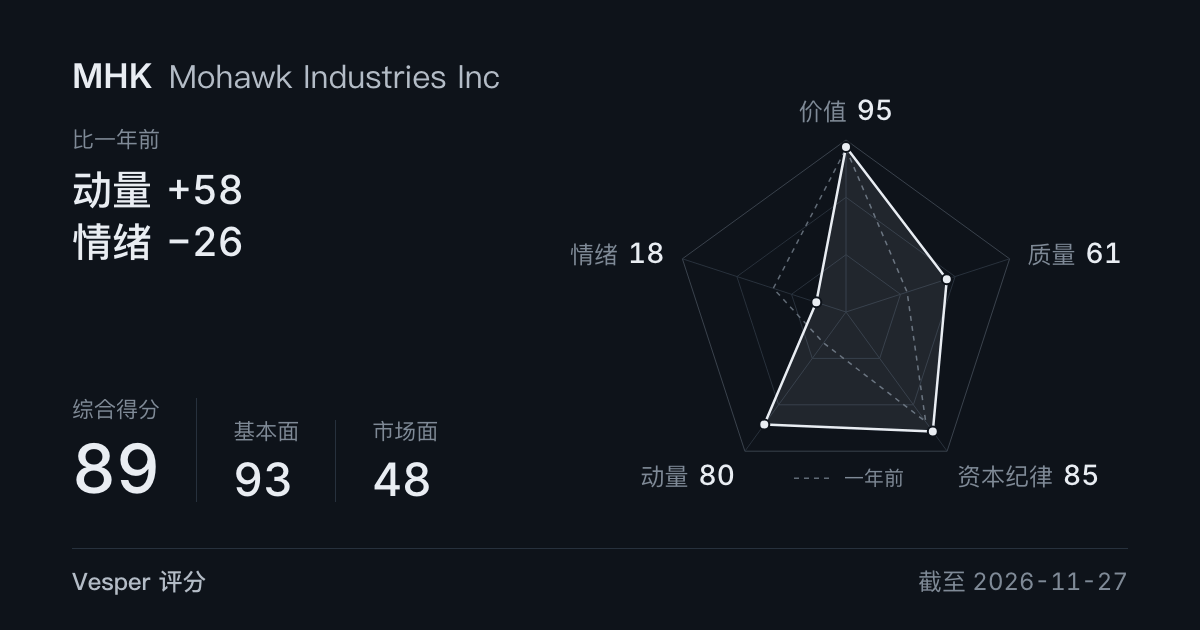 MHK Mohawk Industries Inc
比一年前
动量 +58
情绪 −26
综合得分
89
基本面
93
市场面
48
价值 95
质量 61
资本纪律 85
动量 80
情绪 18
一年前
Vesper 评分
截至 2026-11-27